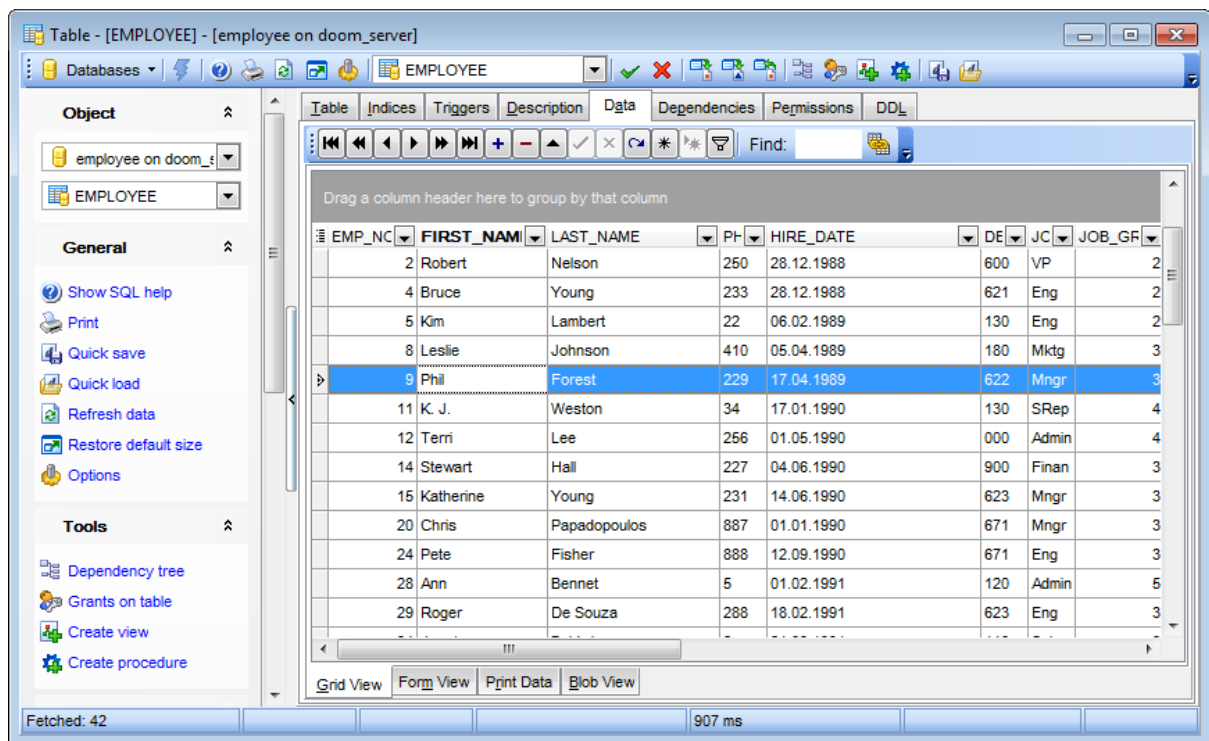 Table - [EMPLOYEE] - [employee on doom_server]
Databases EMPLOYEE
Object
employee on doom_s
EMPLOYEE
General
Show SQL help
Print
Quick save
Quick load
Refresh data
Restore default size
Options
Tools
Dependency tree
Grants on table
Create view
Create procedure
Table Indices Triggers Description Data Dependencies Permissions DDL
Find:
Drag a column header here to group by that column
EMP_NO FIRST_NAME LAST_NAME PH HIRE_DATE DE JO JOB_GR
2 Robert Nelson 250 28.12.1988 600 VP 2
4 Bruce Young 233 28.12.1988 621 Eng 2
5 Kim Lambert 22 06.02.1989 130 Eng 2
8 Leslie Johnson 410 05.04.1989 180 Mktg 3
9 Phil Forest 229 17.04.1989 622 Mngr 3
11 K. J. Weston 34 17.01.1990 130 SRep 4
12 Terri Lee 256 01.05.1990 000 Admin 4
14 Stewart Hall 227 04.06.1990 900 Finan 3
15 Katherine Young 231 14.06.1990 623 Mngr 3
20 Chris Papadopoulos 887 01.01.1990 671 Mngr 3
24 Pete Fisher 888 12.09.1990 671 Eng 3
28 Ann Bennet 5 01.02.1991 120 Admin 5
29 Roger De Souza 288 18.02.1991 623 Eng 3
Grid View Form View Print Data Blob View
Fetched: 42 907 ms